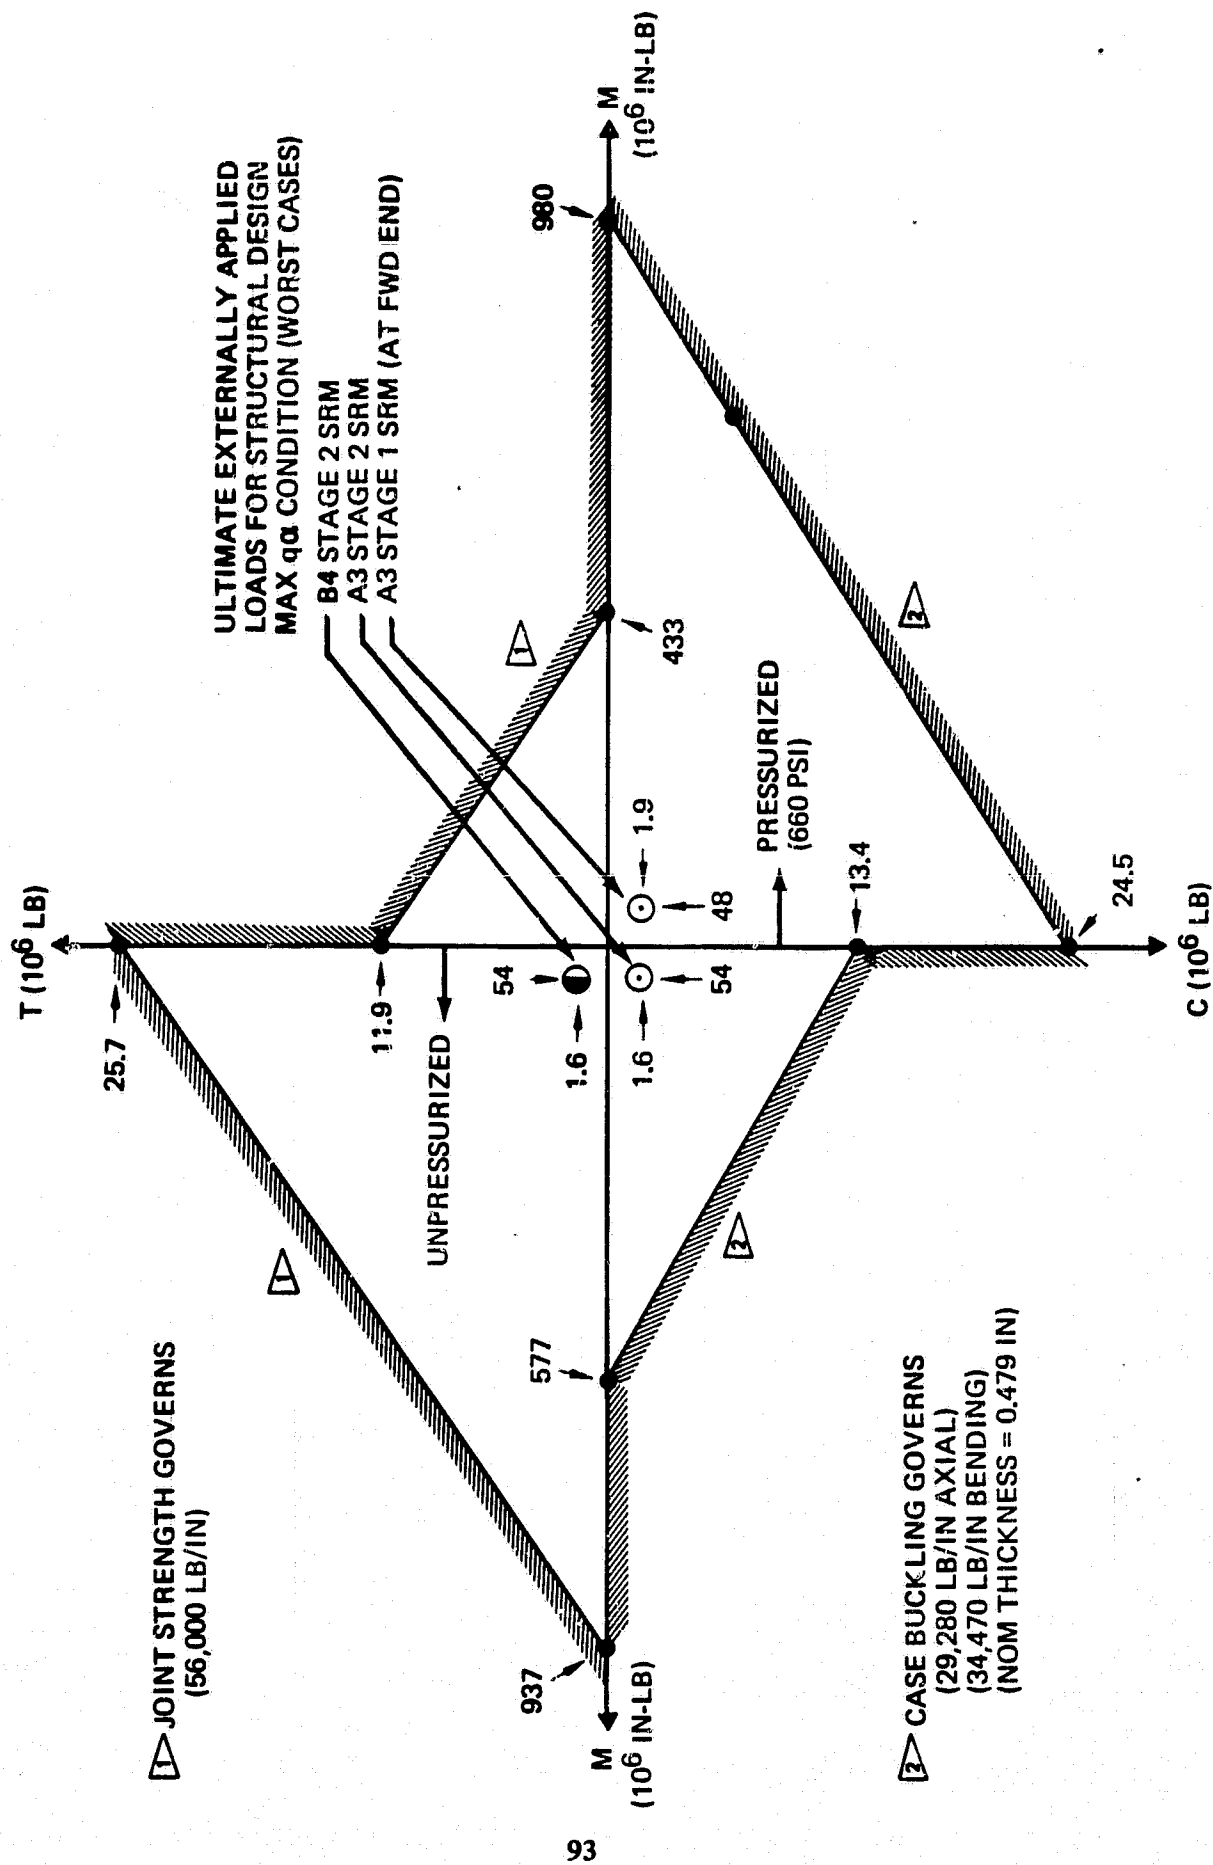 T (10⁶ LB)
25.7
11.9
UNPRESSURIZED
ULTIMATE EXTERNALLY APPLIED
LOADS FOR STRUCTURAL DESIGN
MAX qα CONDITION (WORST CASES)
B4 STAGE 2 SRM
A3 STAGE 2 SRM
A3 STAGE 1 SRM (AT FWD END)
1
1
1 JOINT STRENGTH GOVERNS
(56,000 LB/IN)
937
577
54
1.6
1.6
54
1.9
48
433
980
M
(10⁶ IN-LB)
M
(10⁶ IN-LB)
PRESSURIZED
(660 PSI)
13.4
24.5
2
2
2 CASE BUCKLING GOVERNS
(29,280 LB/IN AXIAL)
(34,470 LB/IN BENDING)
(NOM THICKNESS = 0.479 IN)
C (10⁶ LB)
93